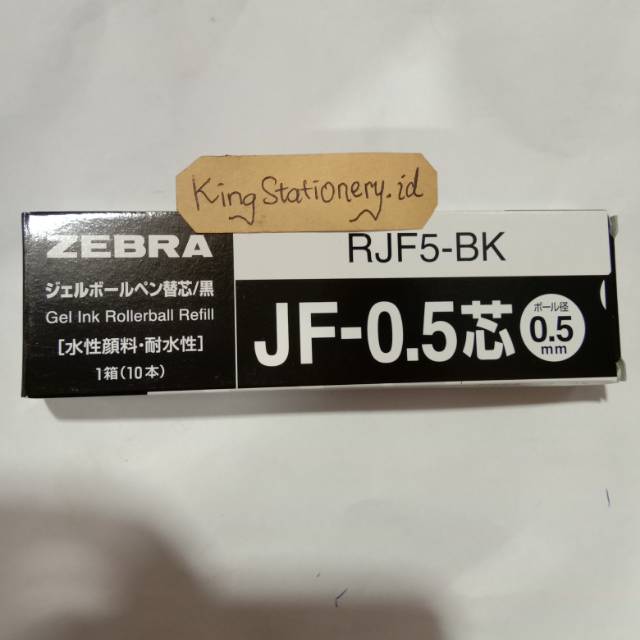 KingStationery.id
ZEBRA
ジェルボールペン替芯/黒
Gel Ink Rollerball Refill
[水性顔料・耐水性]
1箱(10本)
RJF5-BK
JF-0.5芯
ボール径
0.5
mm